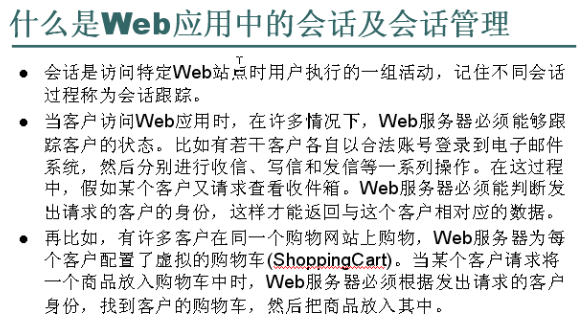 什么是Web应用中的会话及会话管理
● 会话是访问特定Web站点时用户执行的一组活动，记住不同会话
过程称为会话跟踪。
● 当客户访问Web应用时，在许多情况下，Web服务器必须能够跟
踪客户的状态。比如有若干客户各自以合法账号登录到电子邮件
系统，然后分别进行收信、写信和发信等一系列操作。在这过程
中，假如某个客户又请求查看收件箱。Web服务器必须能判断发
出请求的客户的身份，这样才能返回与这个客户相对应的数据。
● 再比如，有许多客户在同一个购物网站上购物，Web服务器为每
个客户配置了虚拟的购物车(ShoppingCart)。当某个客户请求将
一个商品放入购物车中时，Web服务器必须根据发出请求的客户
身份，找到客户的购物车，然后把商品放入其中。